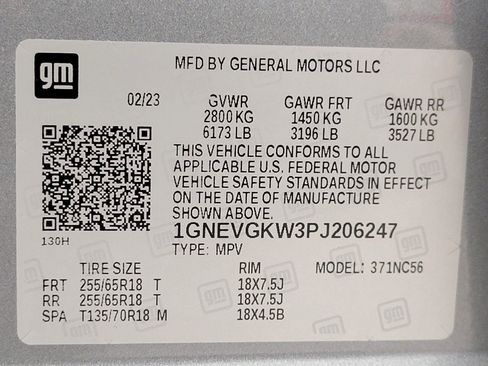 gm
MFD BY GENERAL MOTORS LLC
02/23 GVWR GAWR FRT GAWR RR
2800 KG 1450 KG 1600 KG
6173 LB 3196 LB 3527 LB
THIS VEHICLE CONFORMS TO ALL
APPLICABLE U.S. FEDERAL MOTOR
VEHICLE SAFETY STANDARDS IN EFFECT
ON THE DATE OF MANUFACTURE
SHOWN ABOVE.
130H
1GNEVGKW3PJ206247
TYPE: MPV
TIRE SIZE RIM MODEL: 371NC56
FRT 255/65R18 T 18X7.5J
RR 255/65R18 T 18X7.5J
SPA T135/70R18 M 18X4.5B